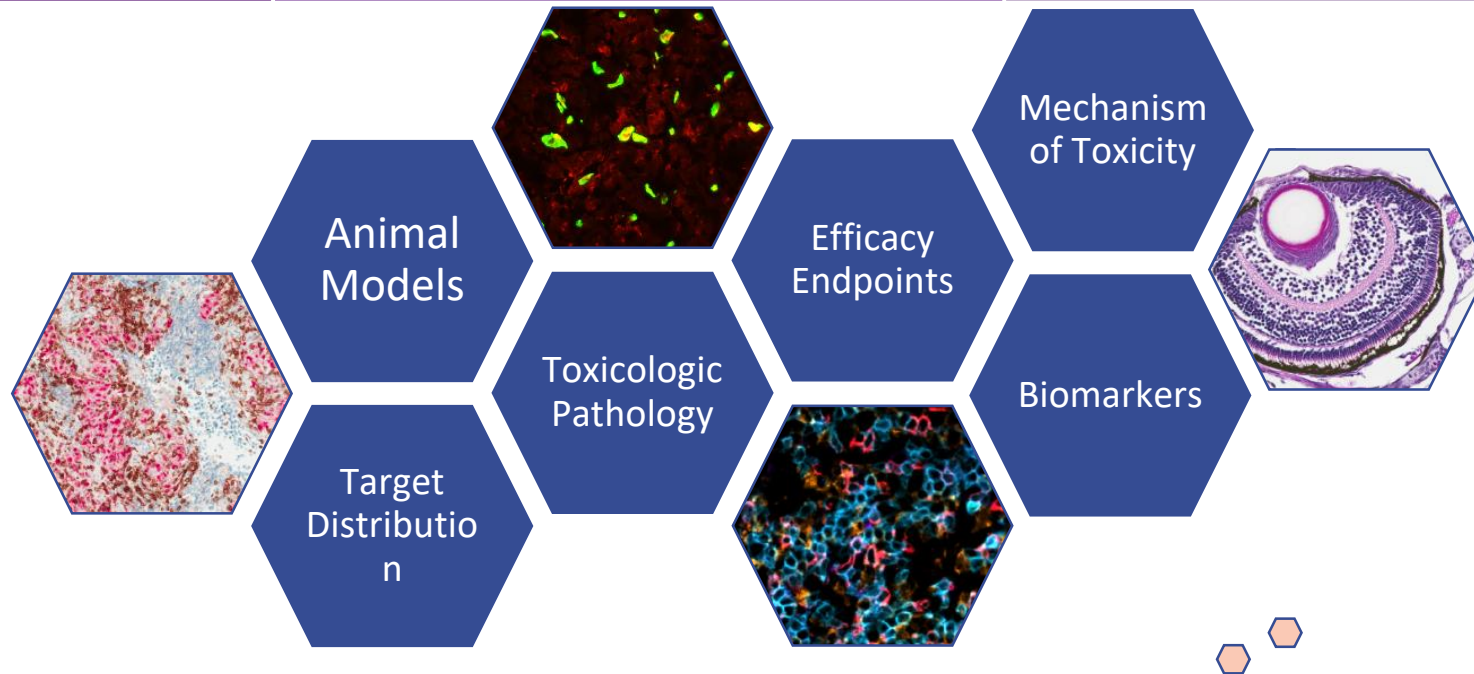 Animal
Models
Target
Distributio
n
Toxicologic
Pathology
Efficacy
Endpoints
Mechanism
of Toxicity
Biomarkers